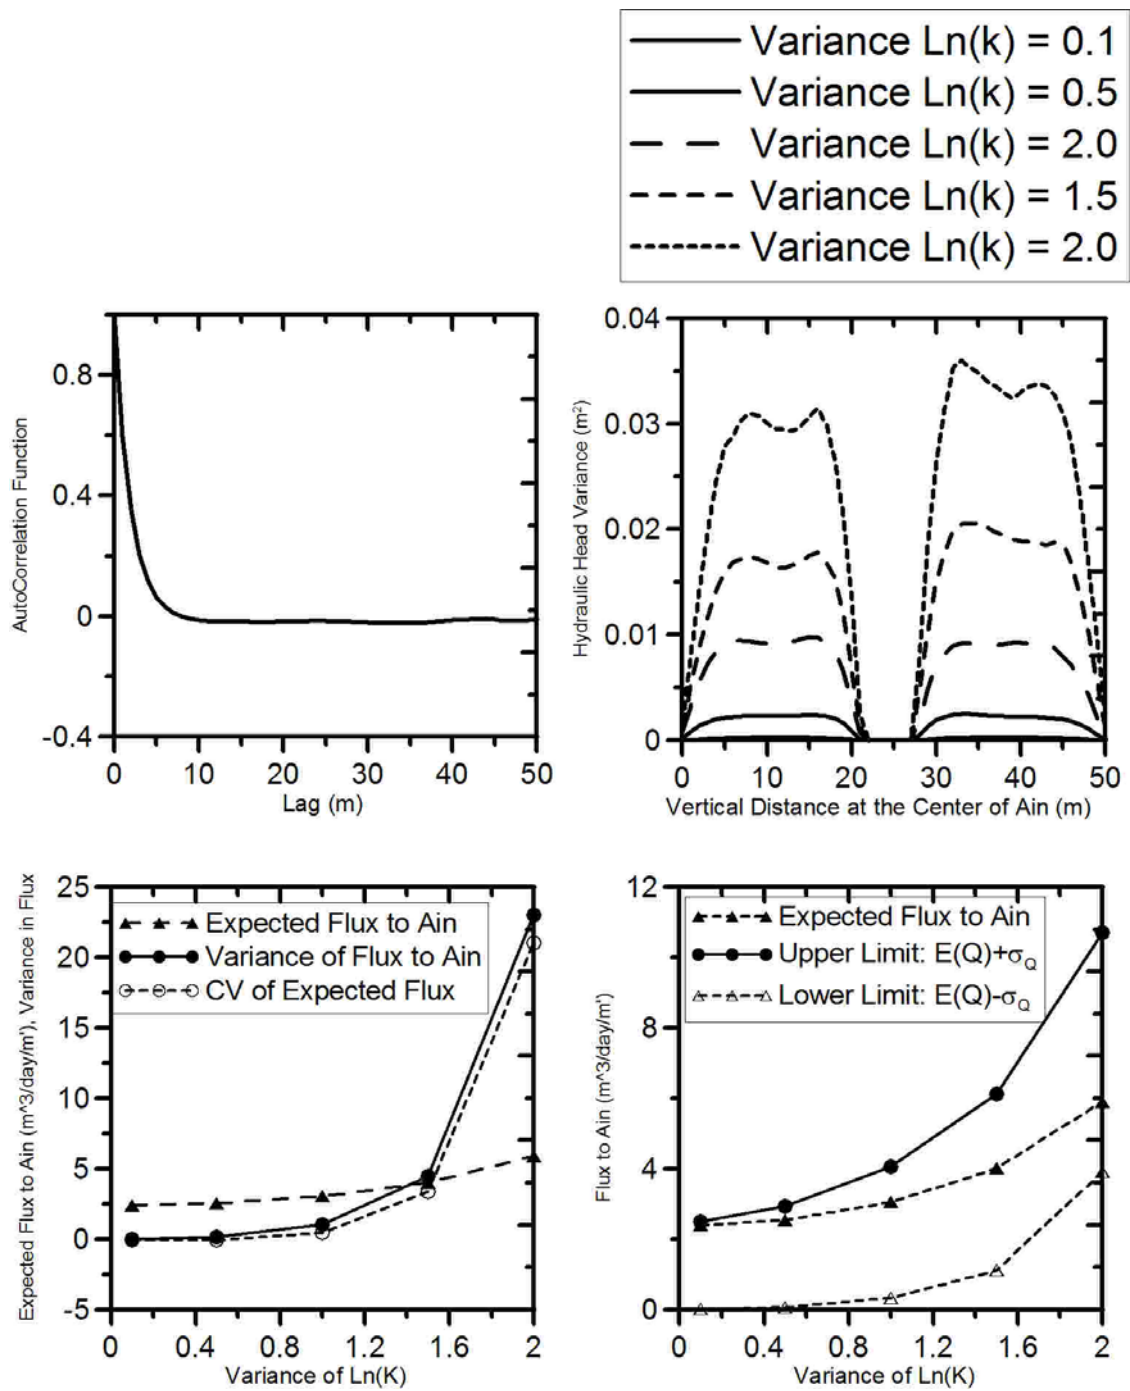 Variance Ln(k) = 0.1
Variance Ln(k) = 0.5
Variance Ln(k) = 2.0
Variance Ln(k) = 1.5
Variance Ln(k) = 2.0
AutoCorrelation Function
0.8
0.4
0
-0.4
0 10 20 30 40 50
Lag (m)
Hydraulic Head Variance (m²)
0.04
0.03
0.02
0.01
0
0 10 20 30 40 50
Vertical Distance at the Center of Ain (m)
Expected Flux to Ain (m^3/day/m'), Variance in Flux
25
20
15
10
5
0
-5
Expected Flux to Ain
Variance of Flux to Ain
CV of Expected Flux
0 0.4 0.8 1.2 1.6 2
Variance of Ln(K)
Flux to Ain (m^3/day/m')
12
8
4
0
Expected Flux to Ain
Upper Limit: E(Q)+σQ
Lower Limit: E(Q)-σQ
0 0.4 0.8 1.2 1.6 2
Variance of Ln(K)